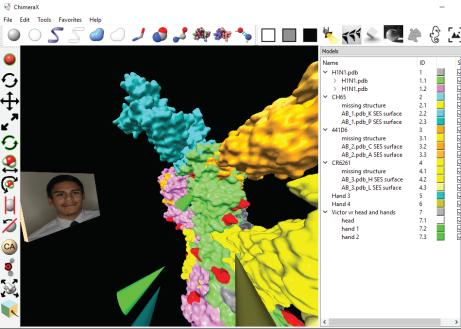 ChimeraX
File Edit Tools Favorites Help
Models
Name ID S
H1N1.pdb 1
H1N1.pdb 1.1
H1N1.pdb 1.2
CH65 2
missing structure 2.1
AB_1.pdb_K SES surface 2.2
AB_1.pdb_P SES surface 2.3
441D6 3
missing structure 3.1
AB_2.pdb_C SES surface 3.2
AB_2.pdb_A SES surface 3.3
CR6261 4
missing structure 4.1
AB_3.pdb_H SES surface 4.2
AB_3.pdb_L SES surface 4.3
Hand 3 5
Hand 4 6
Victor vr head and hands 7
head 7.1
hand 1 7.2
hand 2 7.3
CA